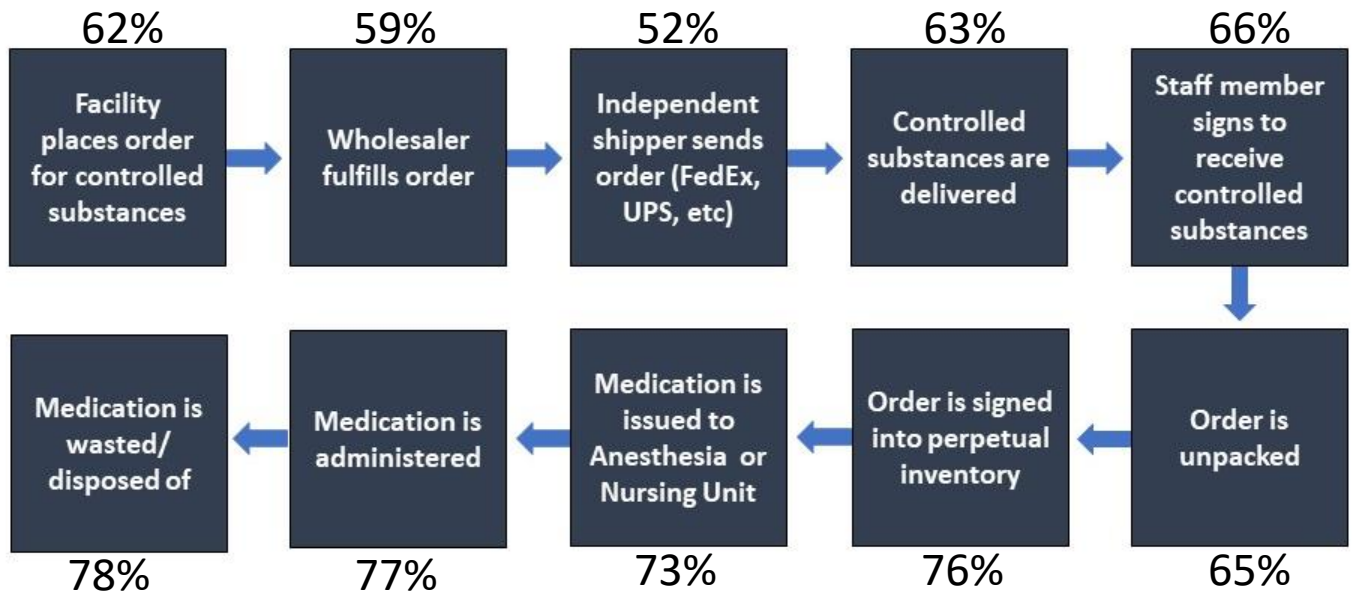 62%
Facility
places order
for controlled
substances
59%
Wholesaler
fulfills order
52%
Independent
shipper sends
order (FedEx,
UPS, etc)
63%
Controlled
substances are
delivered
66%
Staff member
signs to
receive
controlled
substances
Order is
unpacked
65%
Order is signed
into perpetual
inventory
76%
Medication is
issued to
Anesthesia or
Nursing Unit
73%
Medication is
administered
77%
Medication is
wasted/
disposed of
78%